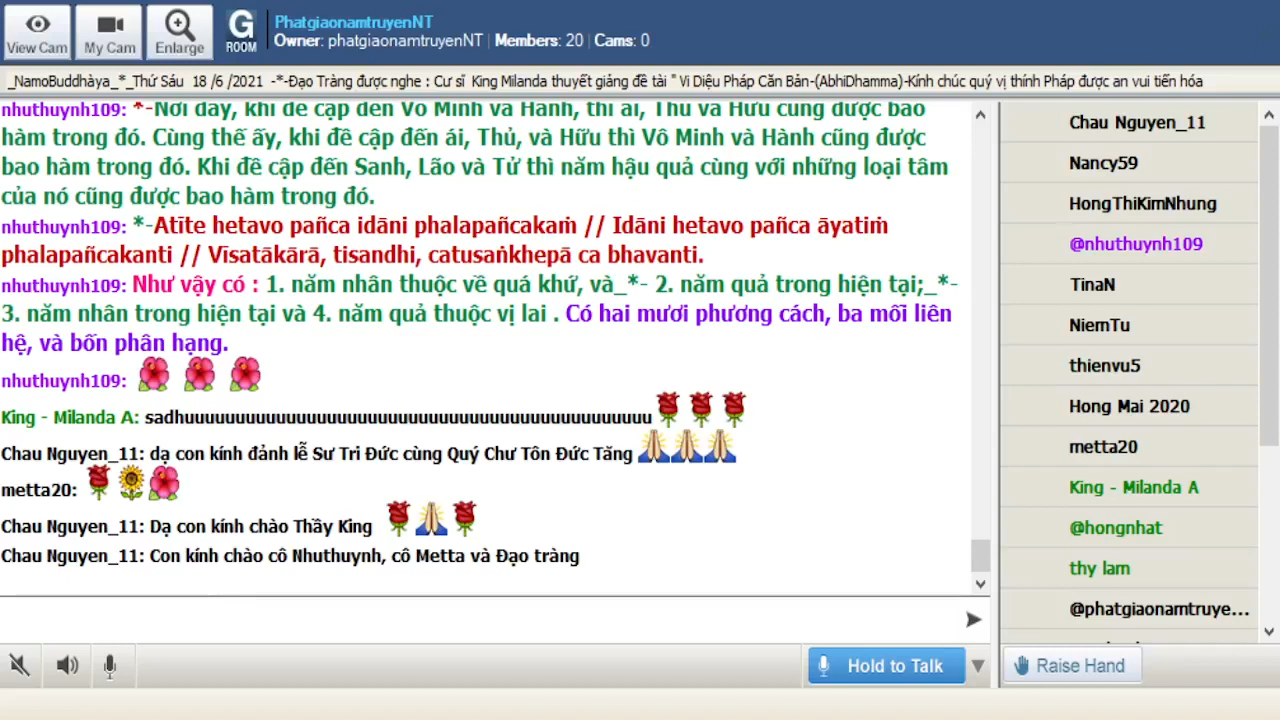 View Cam
My Cam
Enlarge
G
ROOM
PhatgiaonamtruyenNT
Owner: phatgiaonamtruyenNT | Members: 20 | Cams: 0
_NamoBuddhàya_*_Thứ Sáu 18 /6 /2021 -*-Đạo Tràng được nghe : Cư sĩ King Milanda thuyết giảng đề tài " Vi Diệu Pháp Căn Bản-(AbhiDhamma)-Kính chúc quý vị thính Pháp được an vui tiến hóa
nhuthuynh109: *-Nơi đây, khi đề cập đến Vô Minh và Hành, thì ái, Thủ và Hữu cũng được bao
hàm trong đó. Cùng thế ấy, khi đề cập đến ái, Thủ, và Hữu thì Vô Minh và Hành cũng được
bao hàm trong đó. Khi đề cập đến Sanh, Lão và Tử thì năm hậu quả cùng với những loại tâm
của nó cũng được bao hàm trong đó.
nhuthuynh109: *-Atīte hetavo pañca idāni phalapañcakaṁ // Idāni hetavo pañca āyatiṁ
phalapañcakanti // Vīsatākārā, tisandhi, catusaṅkhepā ca bhavanti.
nhuthuynh109: Như vậy có : 1. năm nhân thuộc về quá khứ, và_*- 2. năm quả trong hiện tại;_*-
3. năm nhân trong hiện tại và 4. năm quả thuộc vị lai . Có hai mươi phương cách, ba mối liên
hệ, và bốn phân hạng.
nhuthuynh109:
King - Milanda A: sadhuuuuuuuuuuuuuuuuuuuuuuuuuuuuuuuuuuuuuuuuuuuuuuuuuu
Chau Nguyen_11: dạ con kính đảnh lễ Sư Tri Đức cùng Quý Chư Tôn Đức Tăng
metta20:
Chau Nguyen_11: Dạ con kính chào Thầy King
Chau Nguyen_11: Con kính chào cô Nhuthuynh, cô Metta và Đạo tràng
Chau Nguyen_11
Nancy59
HongThiKimNhung
@nhuthuynh109
TinaN
NiemTu
thienvu5
Hong Mai 2020
metta20
King - Milanda A
@hongnhat
thy lam
@phatgiaonamtruye...
Hold to Talk
Raise Hand